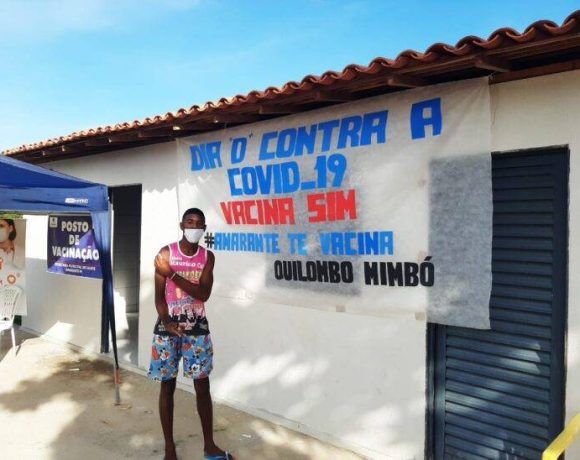 DIA "D" CONTRA A
COVID_19
VACINA SIM
#AMARANTE TE VACINA
QUILOMBO MIMBÓ
POSTO
DE
VACINAÇÃO